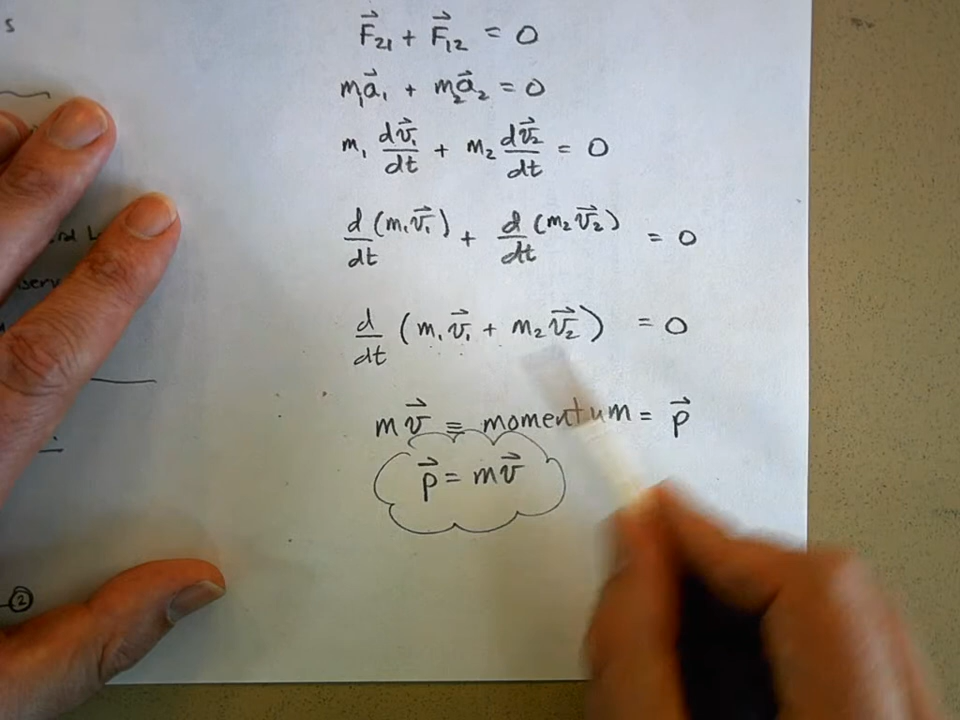 s
F⃗₂₁ + F⃗₁₂ = 0
m₁a⃗₁ + m₂a⃗₂ = 0
m₁ dv⃗₁/dt + m₂ dv⃗₂/dt = 0
d/dt (m₁v⃗₁) + d/dt (m₂v⃗₂) = 0
d/dt (m₁v⃗₁ + m₂v⃗₂) = 0
mv⃗ ≡ momentum = p⃗
p⃗ = mv⃗
②